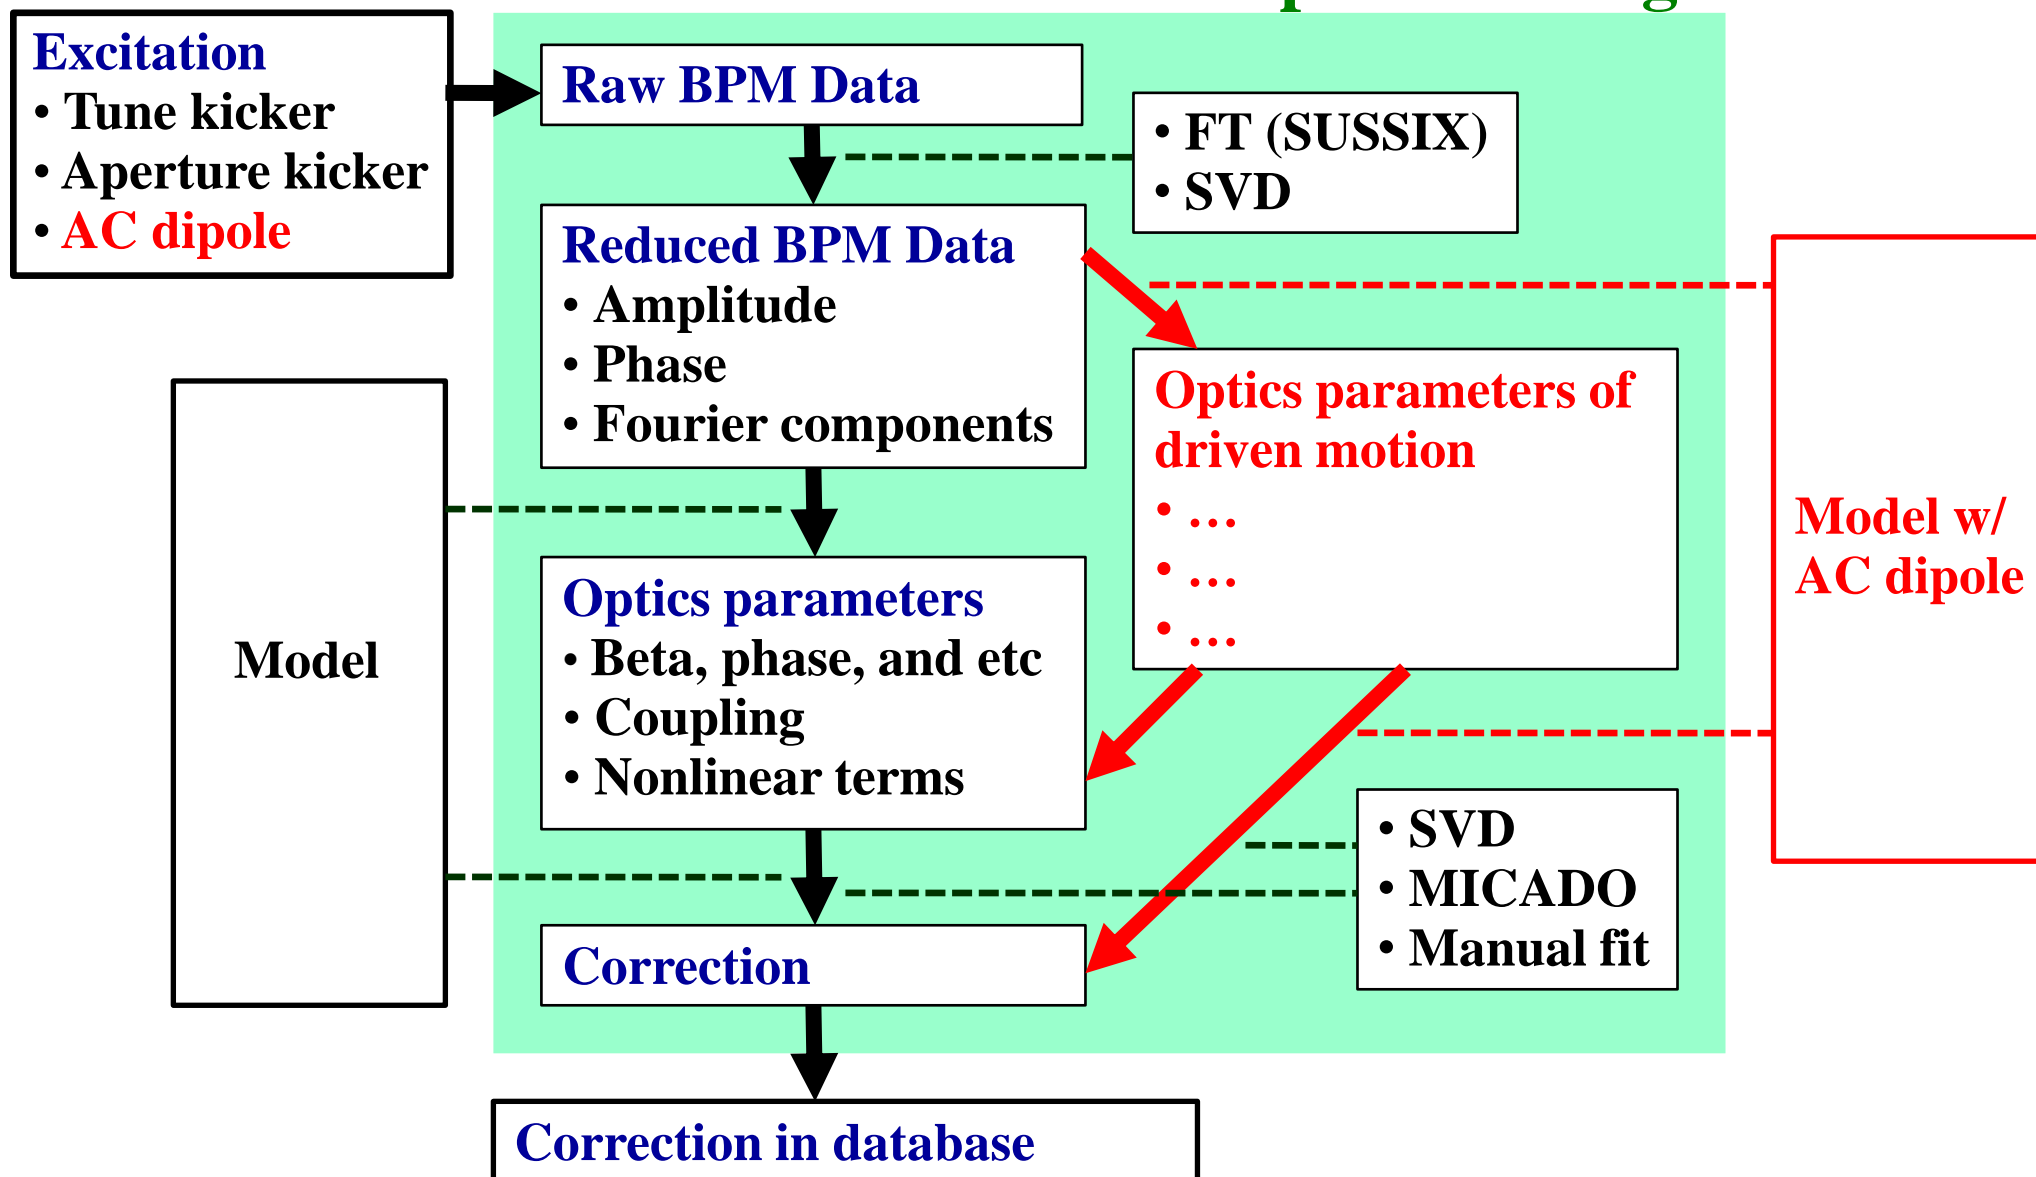 Excitation
• Tune kicker
• Aperture kicker
• AC dipole
Raw BPM Data
• FT (SUSSIX)
• SVD
Reduced BPM Data
• Amplitude
• Phase
• Fourier components
Optics parameters of
driven motion
• …
• …
• …
Model w/
AC dipole
Model
Optics parameters
• Beta, phase, and etc
• Coupling
• Nonlinear terms
• SVD
• MICADO
• Manual fit
Correction
Correction in database